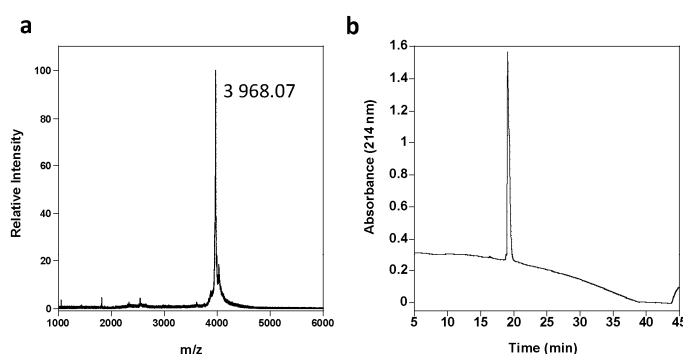 a
Relative Intensity
100
80
60
40
20
0
3 968.07
1000 2000 3000 4000 5000 6000
m/z
b
Absorbance (214 nm)
1.6
1.4
1.2
1
0.8
0.6
0.4
0.2
0
5 10 15 20 25 30 35 40 45
Time (min)